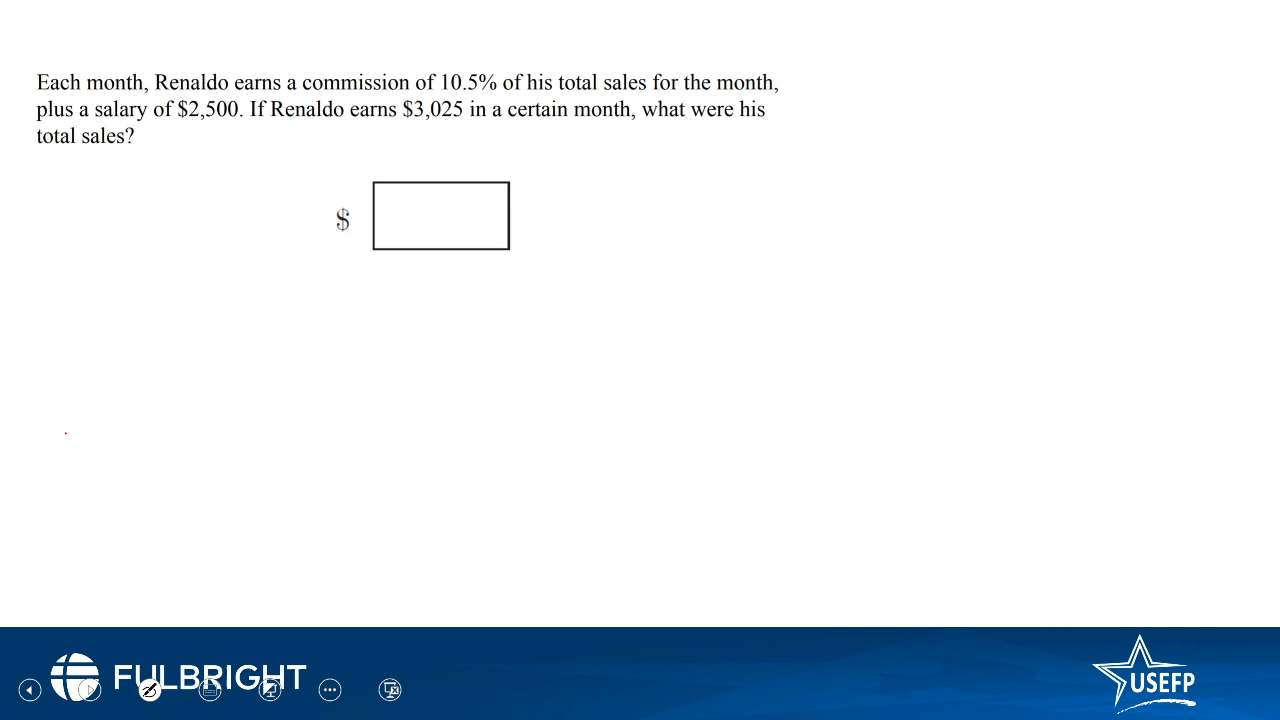 Each month, Renaldo earns a commission of 10.5% of his total sales for the month,
plus a salary of $2,500. If Renaldo earns $3,025 in a certain month, what were his
total sales?
$
FULBRIGHT
USEFP